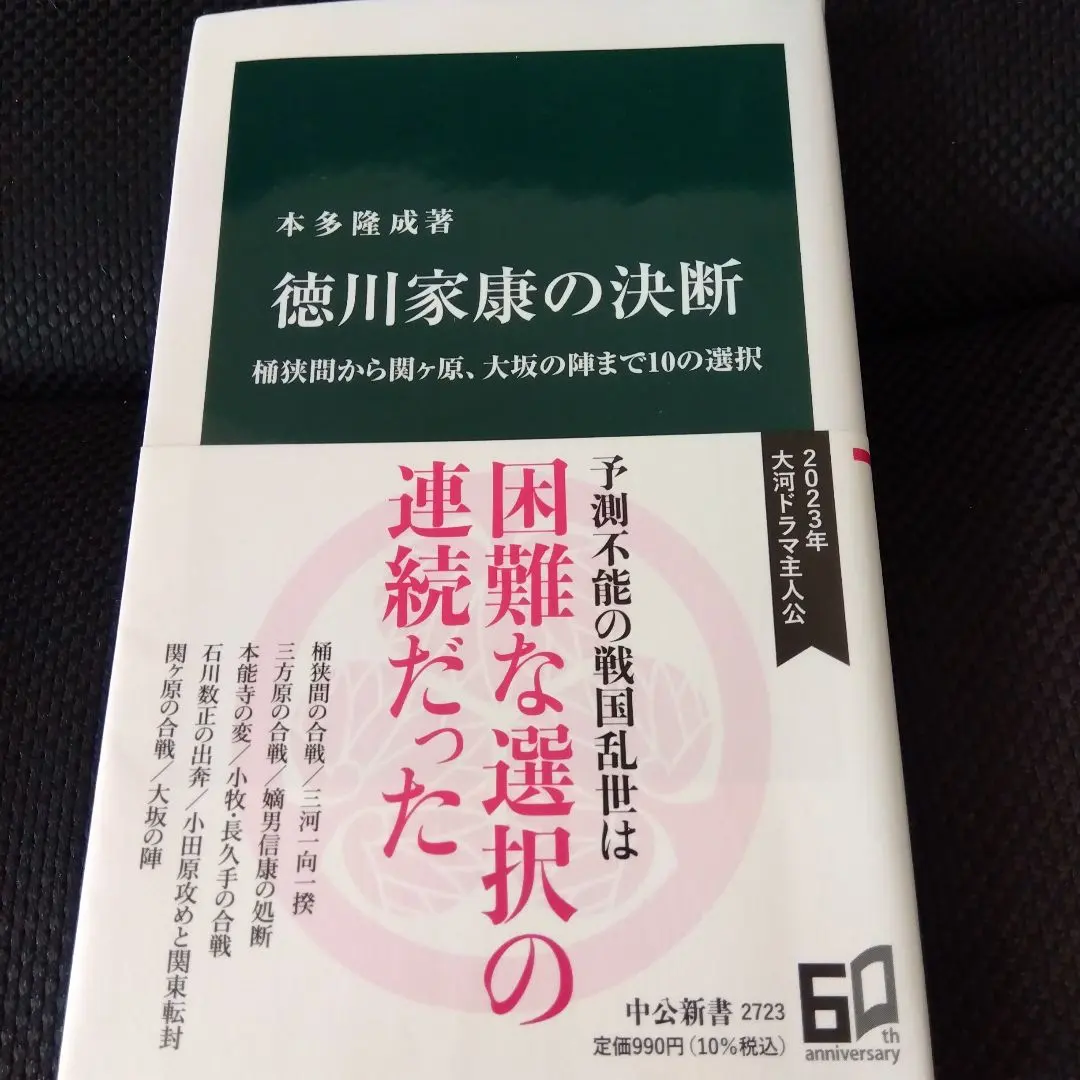 本多隆成著
徳川家康の決断
桶狭間から関ヶ原、大坂の陣まで10の選択
2023年
大河ドラマ主人公
予測不能の戦国乱世は
困難な選択の
連続だった
桶狭間の合戦/三河一向一揆
三方原の合戦/嫡男信康の処断
本能寺の変/小牧・長久手の合戦
石川数正の出奔/小田原攻めと関東転封
関ヶ原の合戦/大坂の陣
中公新書 2723
定価990円(10%税込)
60th
anniversary